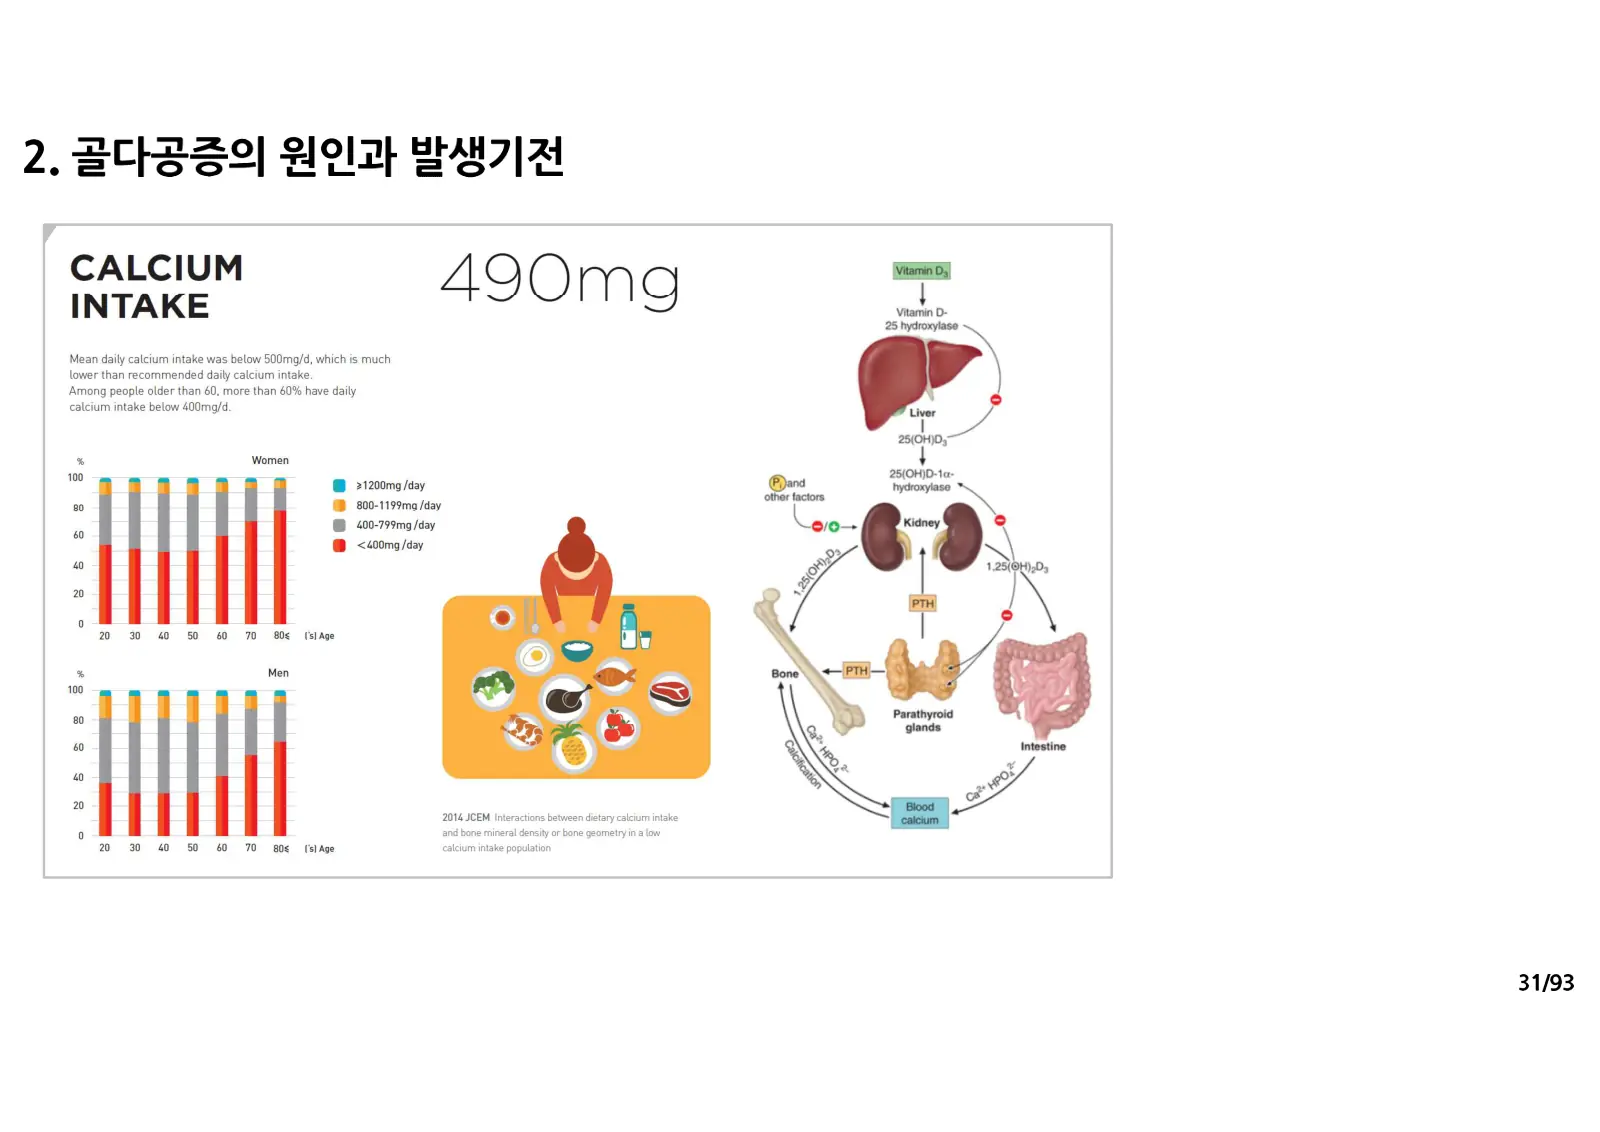 2. 골다공증의 원인과 발생기전
CALCIUM
INTAKE
490mg
Mean daily calcium intake was below 500mg/d, which is much
lower than recommended daily calcium intake.
Among people older than 60, more than 60% have daily
calcium intake below 400mg/d.
% Women
100
80
60
40
20
0
20 30 40 50 60 70 80≤ (`s) Age
≥1200mg /day
800-1199mg /day
400-799mg /day
<400mg /day
% Men
100
80
60
40
20
0
20 30 40 50 60 70 80≤ (`s) Age
2014 JCEM Interactions between dietary calcium intake
and bone mineral density or bone geometry in a low
calcium intake population
Vitamin D₃
Vitamin D-
25 hydroxylase
Liver
25(OH)D₃
25(OH)D-1α-
hydroxylase
Pᵢ and
other factors
−/+
Kidney
1,25(OH)₂D₃
1,25(OH)₂D₃
PTH
PTH
Bone
Parathyroid
glands
Intestine
Ca²⁺ HPO₄²⁻
Calcification
Ca²⁺ HPO₄²⁻
Blood
calcium
31/93